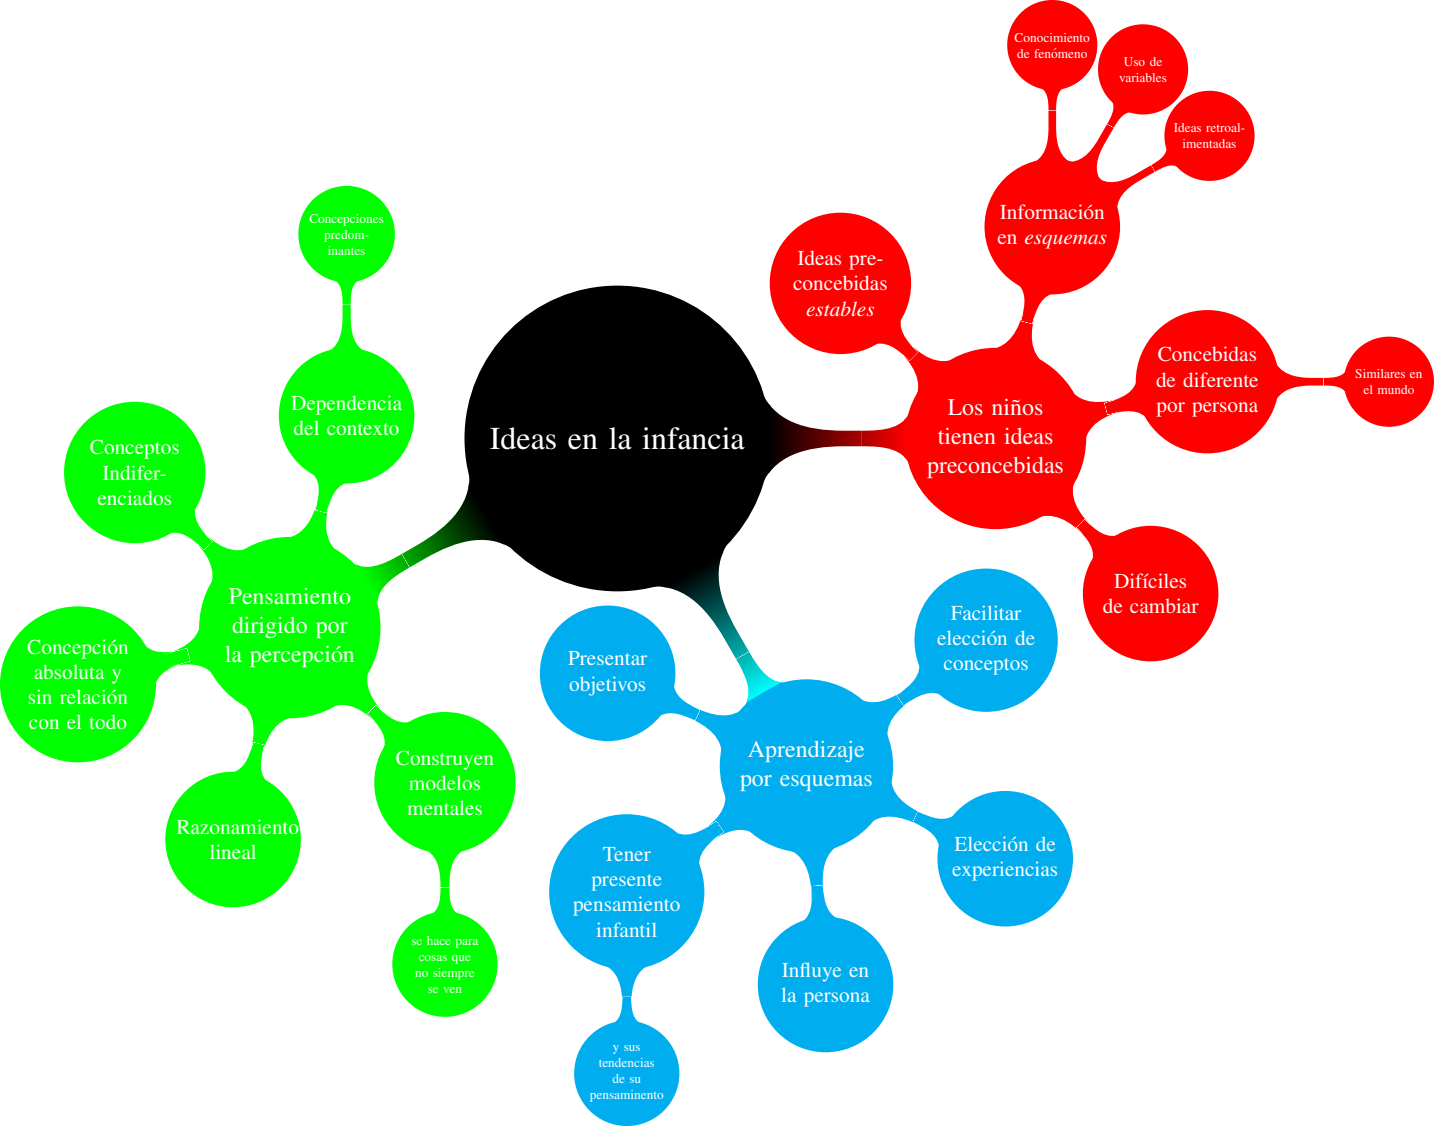 Ideas en la infancia
Los niños
tienen ideas
preconcebidas
Ideas pre-
concebidas
estables
Información
en esquemas
Conocimiento
de fenómeno
Uso de
variables
Ideas retroal-
imentadas
Concebidas
de diferente
por persona
Similares en
el mundo
Difíciles
de cambiar
Pensamiento
dirigido por
la percepción
Dependencia
del contexto
Concepciones
predom-
inantes
Conceptos
Indifer-
enciados
Concepción
absoluta y
sin relación
con el todo
Razonamiento
lineal
Construyen
modelos
mentales
se hace para
cosas que
no siempre
se ven
Aprendizaje
por esquemas
Presentar
objetivos
Facilitar
elección de
conceptos
Elección de
experiencias
Influye en
la persona
Tener
presente
pensamiento
infantil
y sus
tendencias
de su
pensaminento